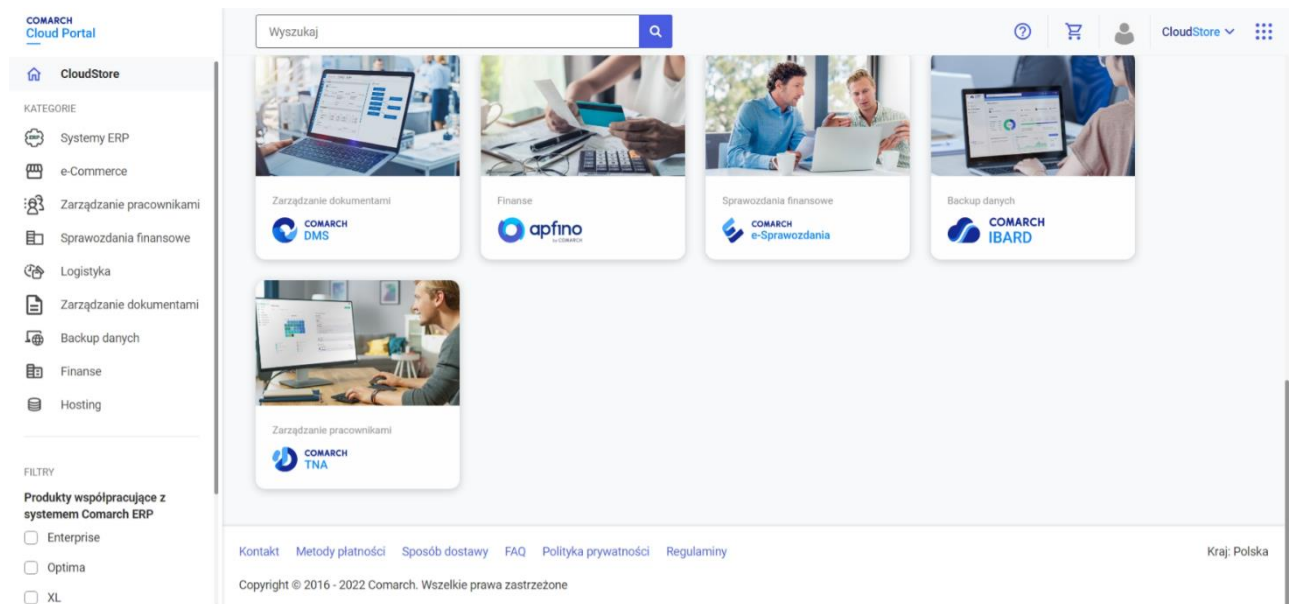 COMARCH
Cloud Portal
Wyszukaj
CloudStore
CloudStore
KATEGORIE
Systemy ERP
e-Commerce
Zarządzanie pracownikami
Sprawozdania finansowe
Logistyka
Zarządzanie dokumentami
Backup danych
Finanse
Hosting
FILTRY
Produkty współpracujące z
systemem Comarch ERP
Enterprise
Optima
XL
Zarządzanie dokumentami
COMARCH
DMS
Finanse
apfino
by COMARCH
Sprawozdania finansowe
COMARCH
e-Sprawozdania
Backup danych
COMARCH
IBARD
Zarządzanie pracownikami
COMARCH
TNA
Kontakt Metody płatności Sposób dostawy FAQ Polityka prywatności Regulaminy
Kraj: Polska
Copyright © 2016 - 2022 Comarch. Wszelkie prawa zastrzeżone